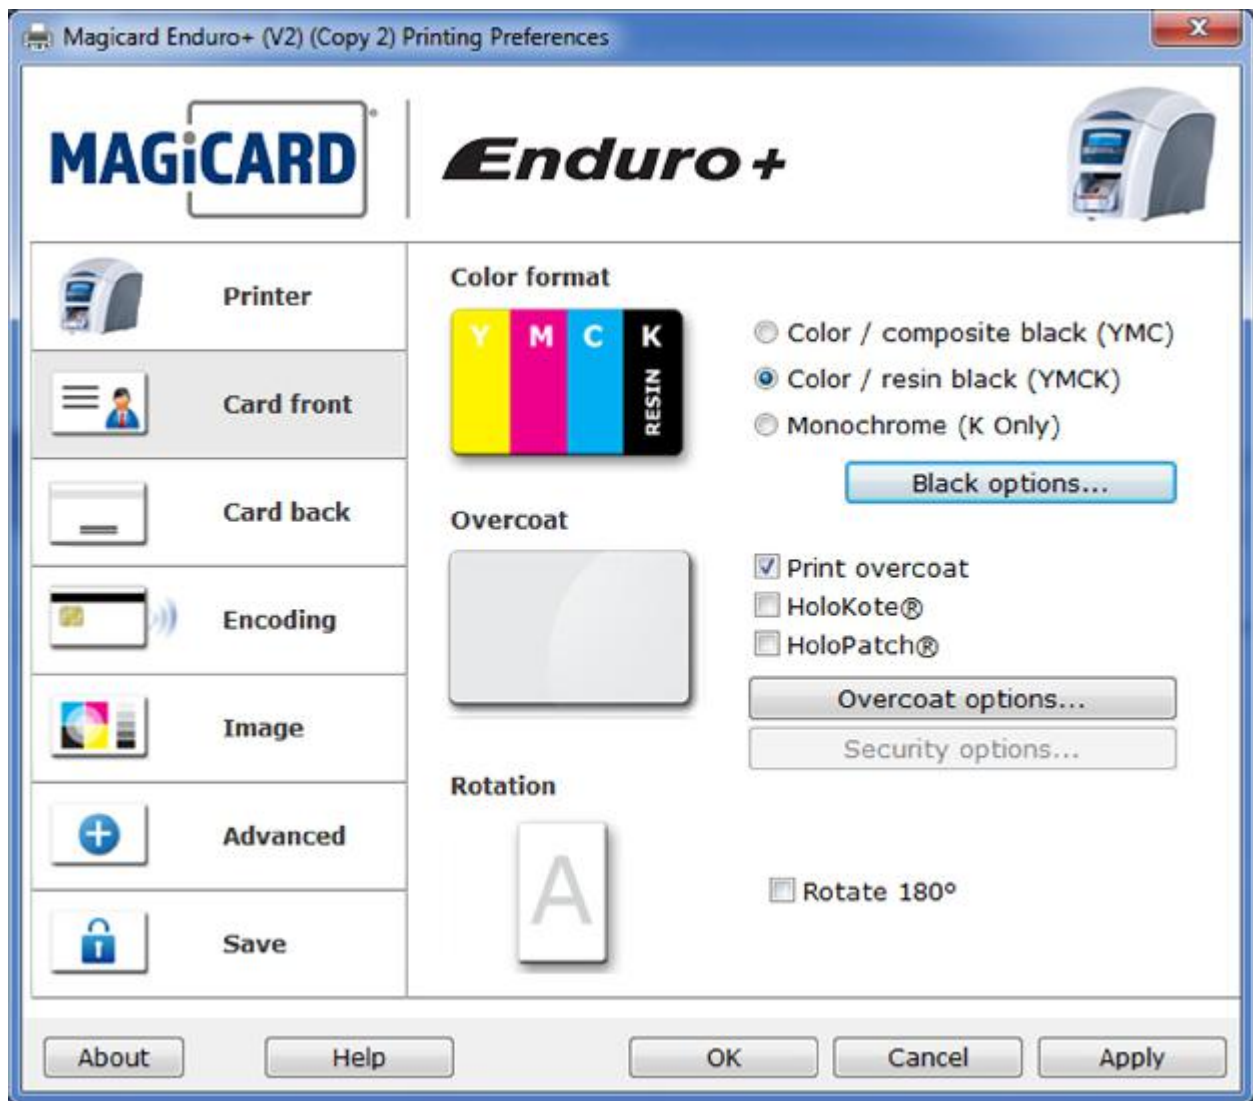 Magicard Enduro+ (V2) (Copy 2) Printing Preferences
MAGiCARD
Enduro+
Printer
Card front
Card back
Encoding
Image
Advanced
Save
Color format
Y M C K
RESIN
Color / composite black (YMC)
Color / resin black (YMCK)
Monochrome (K Only)
Black options...
Overcoat
Print overcoat
HoloKote®
HoloPatch®
Overcoat options...
Security options...
Rotation
A
Rotate 180º
About Help OK Cancel Apply